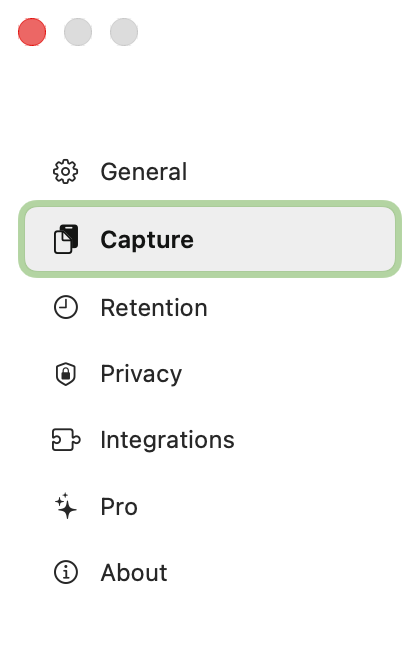 General
Capture
Retention
Privacy
Integrations
Pro
About